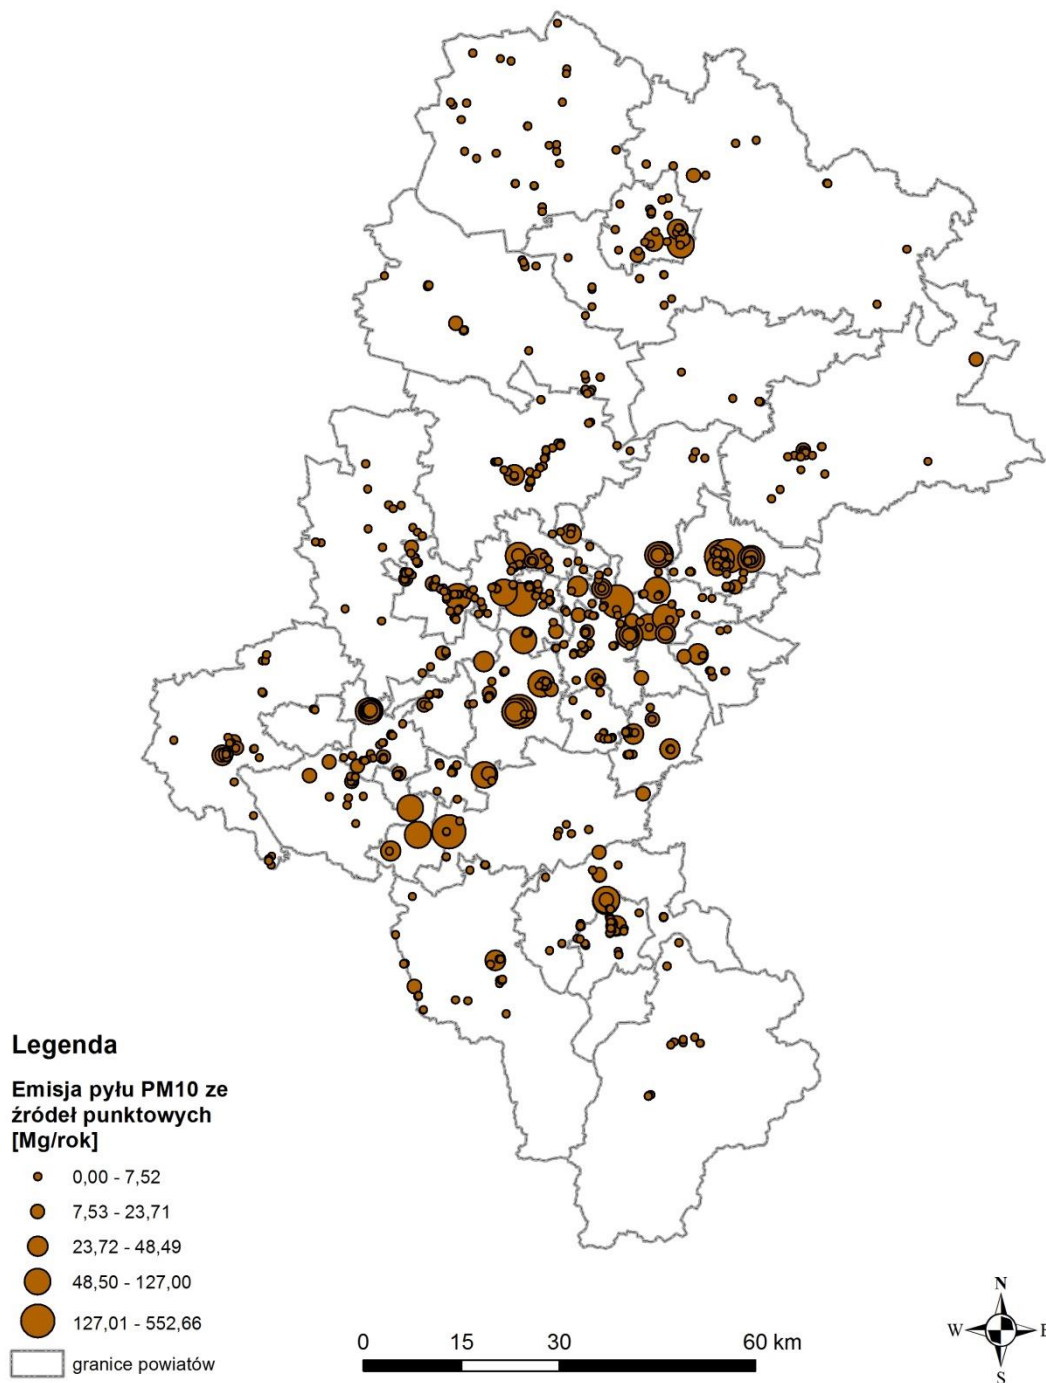 Legenda
Emisja pyłu PM10 ze
źródeł punktowych
[Mg/rok]
0,00 - 7,52
7,53 - 23,71
23,72 - 48,49
48,50 - 127,00
127,01 - 552,66
granice powiatów
0 15 30 60 km
N
W E
S